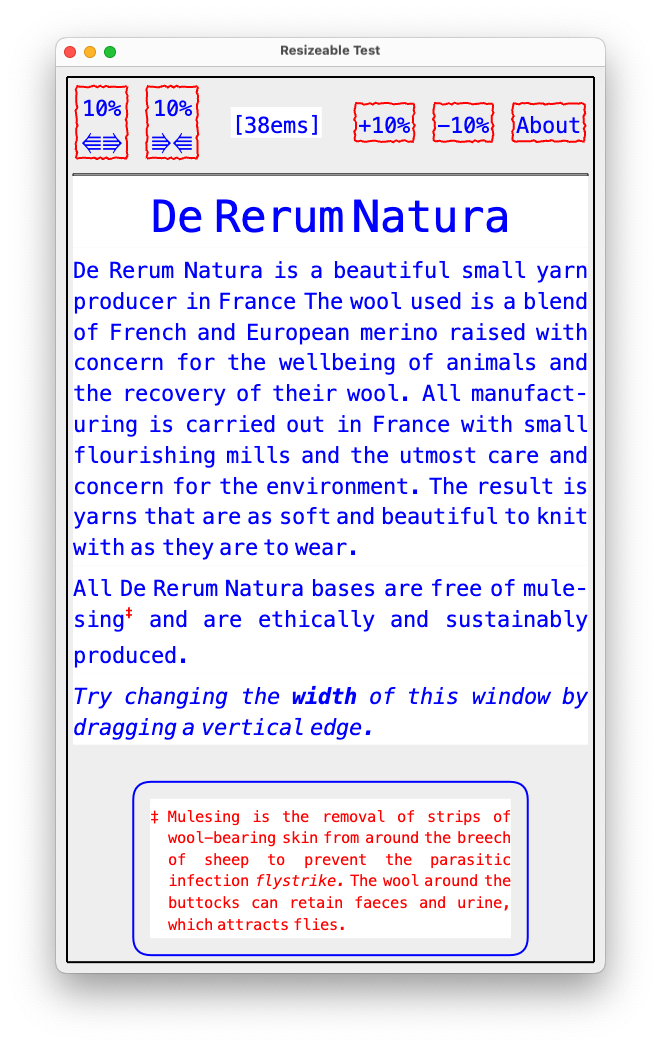 Resizeable Test
10% 10% [38ems] +10% −10% About
⭅⭆ ⭆⭅
De Rerum Natura
De Rerum Natura is a beautiful small yarn
producer in France The wool used is a blend
of French and European merino raised with
concern for the wellbeing of animals and
the recovery of their wool. All manufact-
uring is carried out in France with small
flourishing mills and the utmost care and
concern for the environment. The result is
yarns that are as soft and beautiful to knit
with as they are to wear.
All De Rerum Natura bases are free of mule-
sing‡ and are ethically and sustainably
produced.
Try changing the width of this window by
dragging a vertical edge.
‡ Mulesing is the removal of strips of
wool–bearing skin from around the breech
of sheep to prevent the parasitic
infection flystrike. The wool around the
buttocks can retain faeces and urine,
which attracts flies.